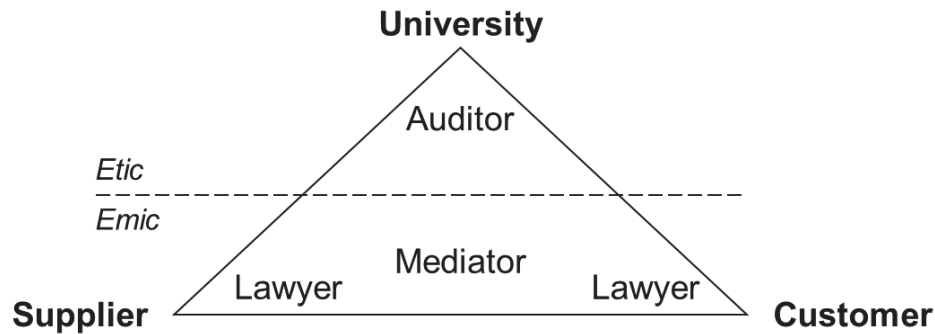 University
Auditor
Etic
Emic
Mediator
Lawyer
Lawyer
Supplier
Customer